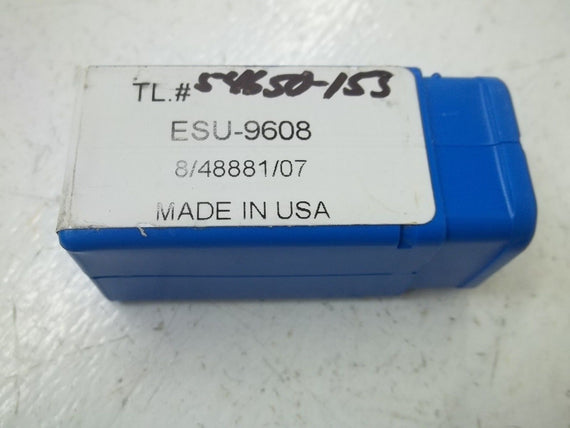 TL.# 54650-153
ESU-9608
8/48881/07
MADE IN USA